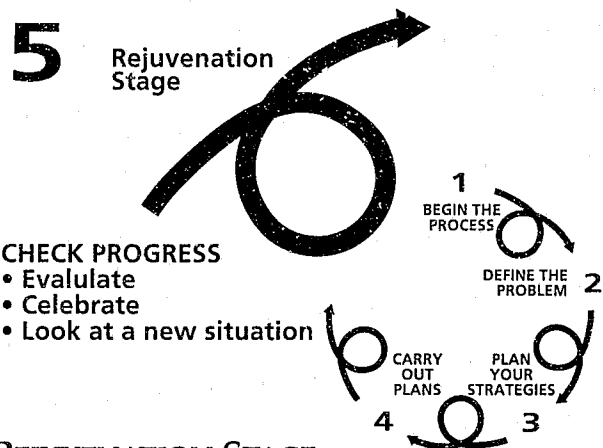 5
Rejuvenation
Stage
CHECK PROGRESS
• Evalulate
• Celebrate
• Look at a new situation
1
BEGIN THE
PROCESS
DEFINE THE
PROBLEM
2
PLAN
YOUR
STRATEGIES
3
CARRY
OUT
PLANS
4